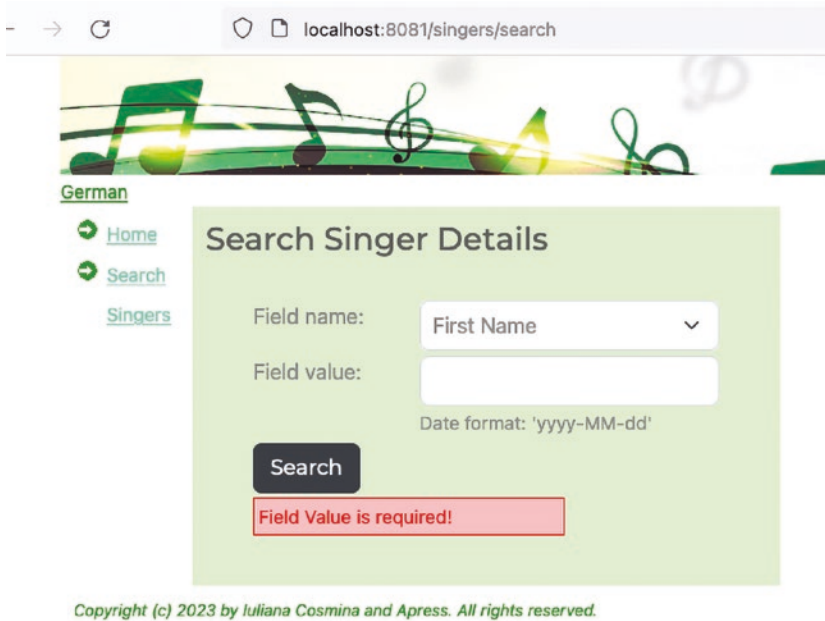 localhost:8081/singers/search
German
Home
Search
Singers
Search Singer Details
Field name:
First Name
Field value:
Date format: 'yyyy-MM-dd'
Search
Field Value is required!
Copyright (c) 2023 by Iuliana Cosmina and Apress. All rights reserved.